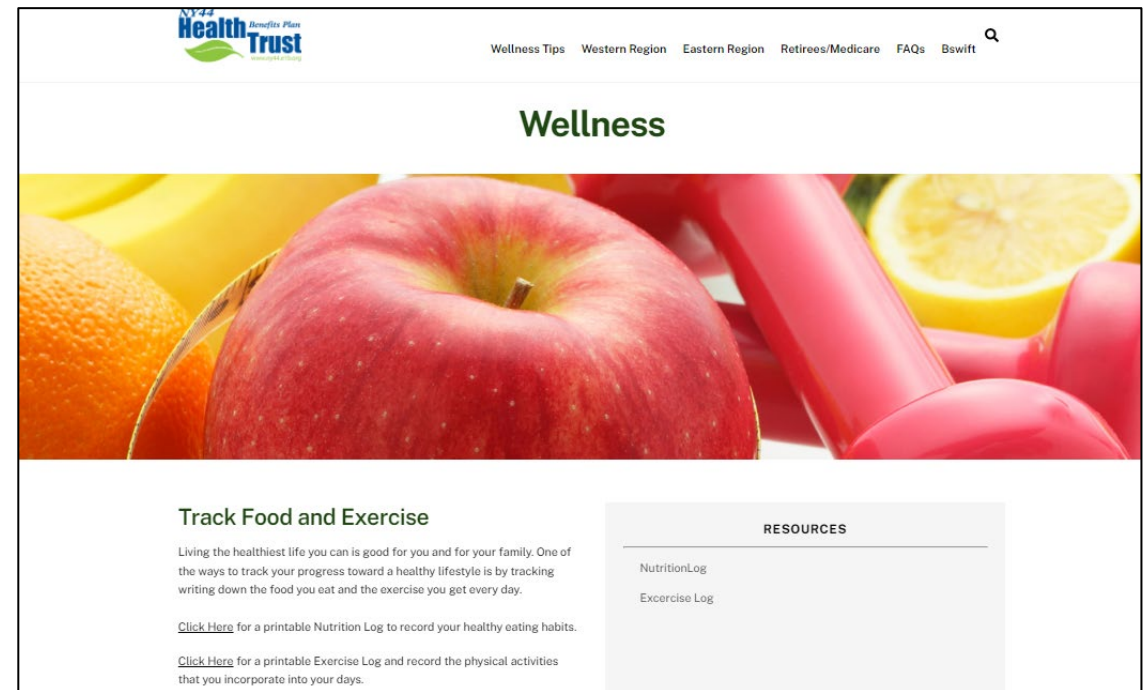 NY44
Health Benefits Plan
Trust
Wellness Tips Western Region Eastern Region Retirees/Medicare FAQs Bswift
Wellness
Track Food and Exercise
Living the healthiest life you can is good for you and for your family. One of
the ways to track your progress toward a healthy lifestyle is by tracking
writing down the food you eat and the exercise you get every day.
Click Here for a printable Nutrition Log to record your healthy eating habits.
Click Here for a printable Exercise Log and record the physical activities
that you incorporate into your days.
RESOURCES
NutritionLog
Excercise Log